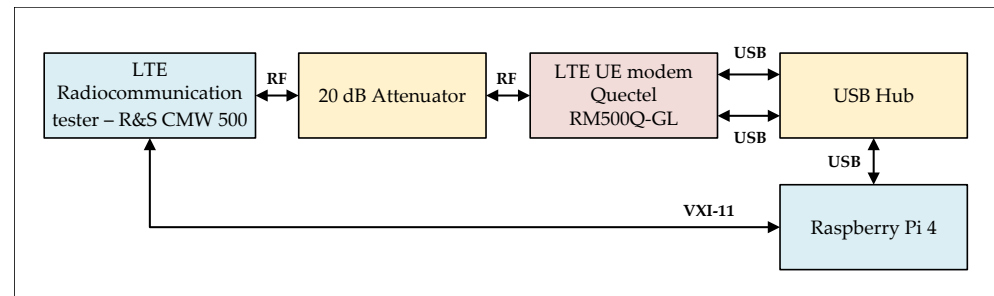 LTE
Radiocommunication
tester – R&S CMW 500
RF
20 dB Attenuator
RF
LTE UE modem
Quectel
RM500Q-GL
USB
USB
USB Hub
USB
VXI-11
Raspberry Pi 4